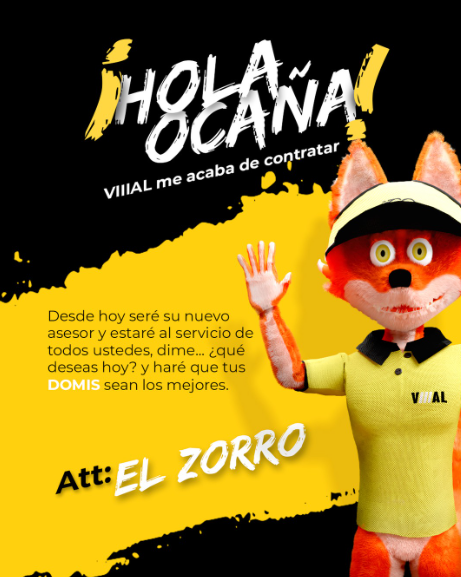 ¡HOLA
OCAÑA!
VIIIAL me acaba de contratar
Desde hoy seré su nuevo
asesor y estaré al servicio de
todos ustedes, dime... ¿qué
deseas hoy? y haré que tus
DOMIS sean los mejores.
VIIIAL
Att: EL ZORRO